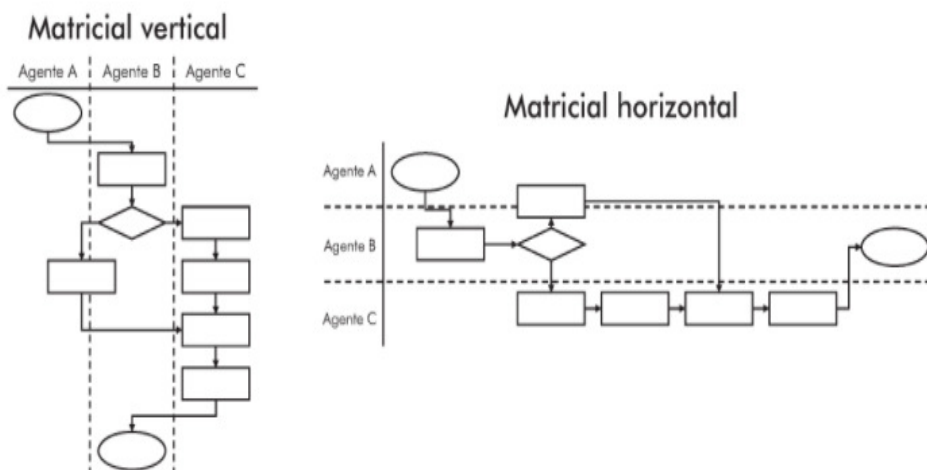 Matricial vertical
Agente A Agente B Agente C
Matricial horizontal
Agente A
Agente B
Agente C